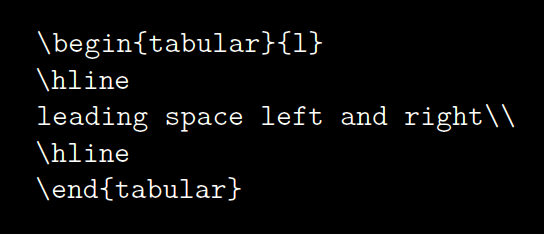 \begin{tabular}{l}
\hline
leading space left and right\\
\hline
\end{tabular}